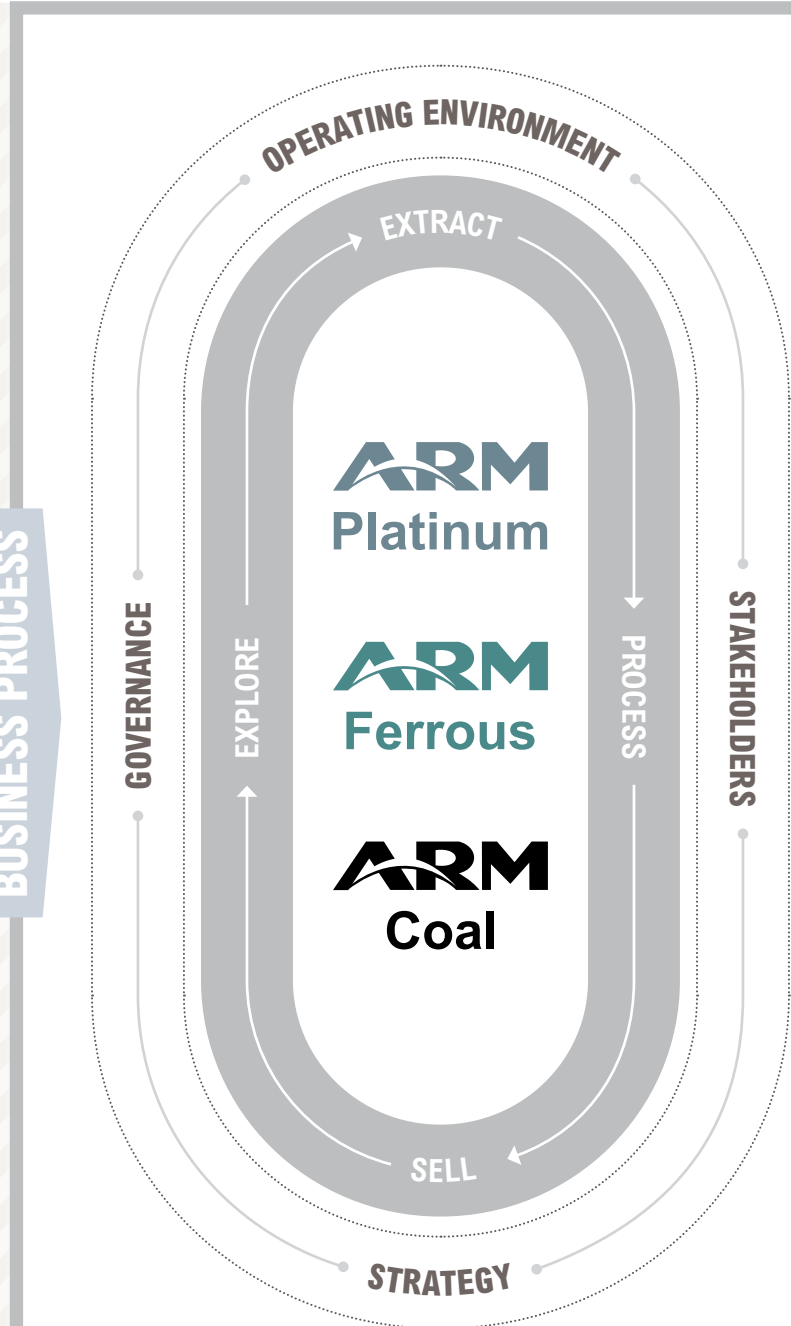 BUSINESS PROCESS
OPERATING ENVIRONMENT
EXTRACT
ARM
Platinum
GOVERNANCE
EXPLORE
PROCESS
STAKEHOLDERS
ARM
Ferrous
ARM
Coal
SELL
STRATEGY